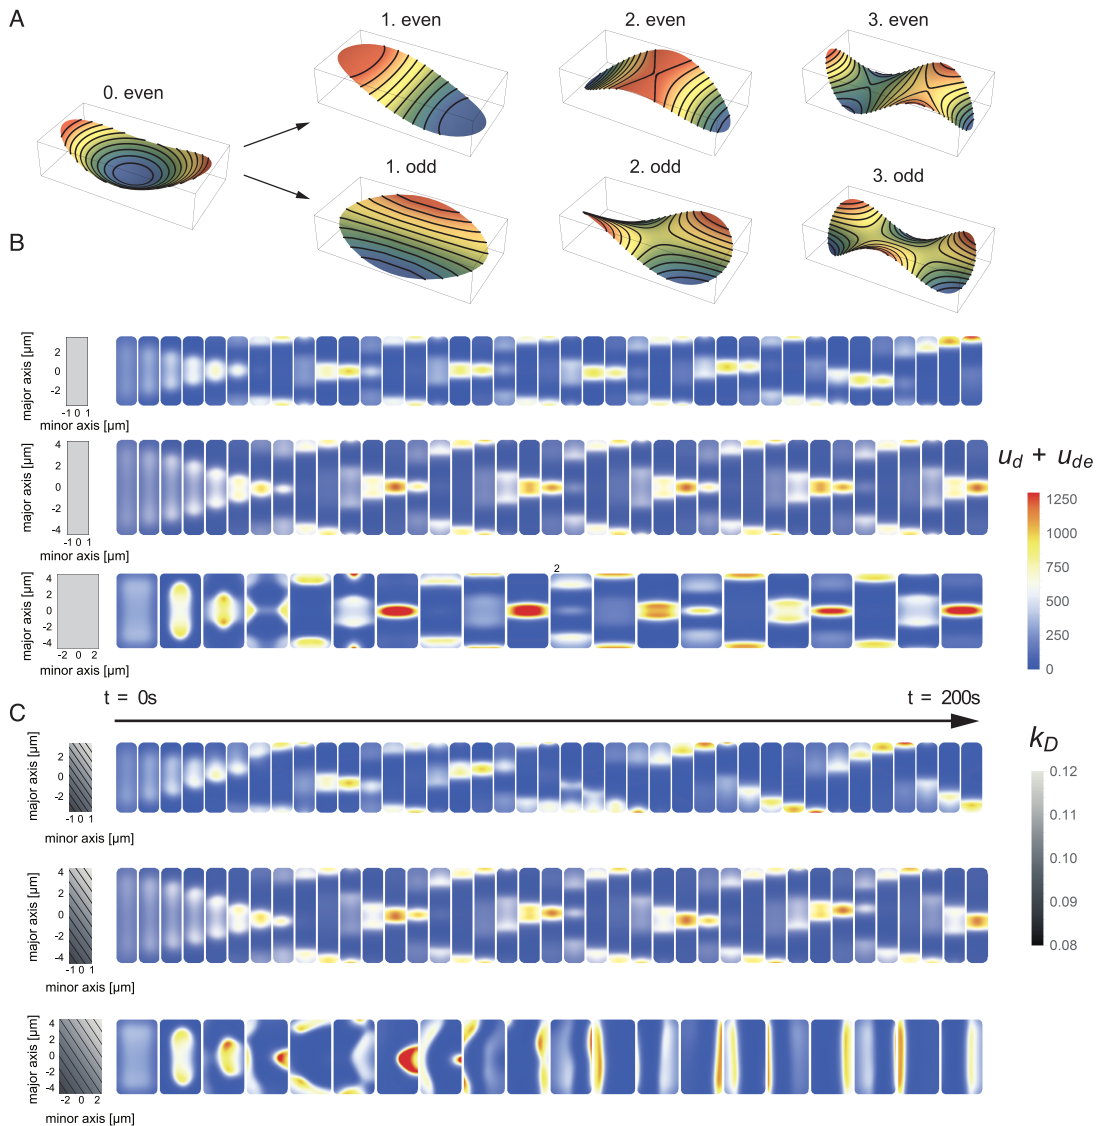 A
0. even
1. even
2. even
3. even
1. odd
2. odd
3. odd
B
major axis [µm]
2
0
-2
-1 0 1
minor axis [µm]
major axis [µm]
4
2
0
-2
-4
-1 0 1
minor axis [µm]
major axis [µm]
4
2
0
-2
-4
-2 0 2
minor axis [µm]
2
u_d + u_de
1250
1000
750
500
250
0
t = 0s
t = 200s
C
major axis [µm]
2
0
-2
-1 0 1
minor axis [µm]
major axis [µm]
4
2
0
-2
-4
-1 0 1
minor axis [µm]
major axis [µm]
4
2
0
-2
-4
-2 0 2
minor axis [µm]
k_D
0.12
0.11
0.10
0.09
0.08